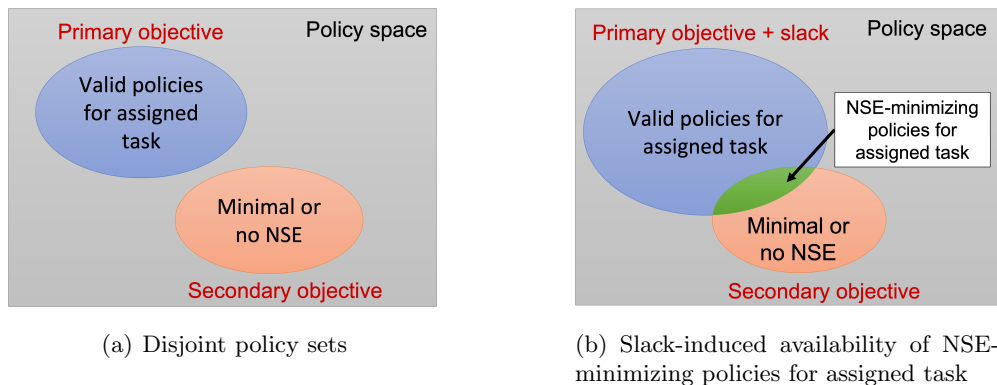 Primary objective
Policy space
Valid policies
for assigned
task
Minimal or
no NSE
Secondary objective
(a) Disjoint policy sets
Primary objective + slack
Policy space
Valid policies for
assigned task
NSE-minimizing
policies for
assigned task
Minimal or
no NSE
Secondary objective
(b) Slack-induced availability of NSE-
minimizing policies for assigned task